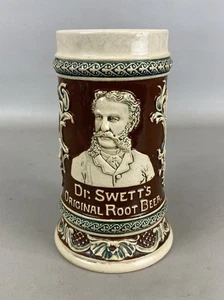 Dr. SWETT'S
ORIGINAL ROOT BEER